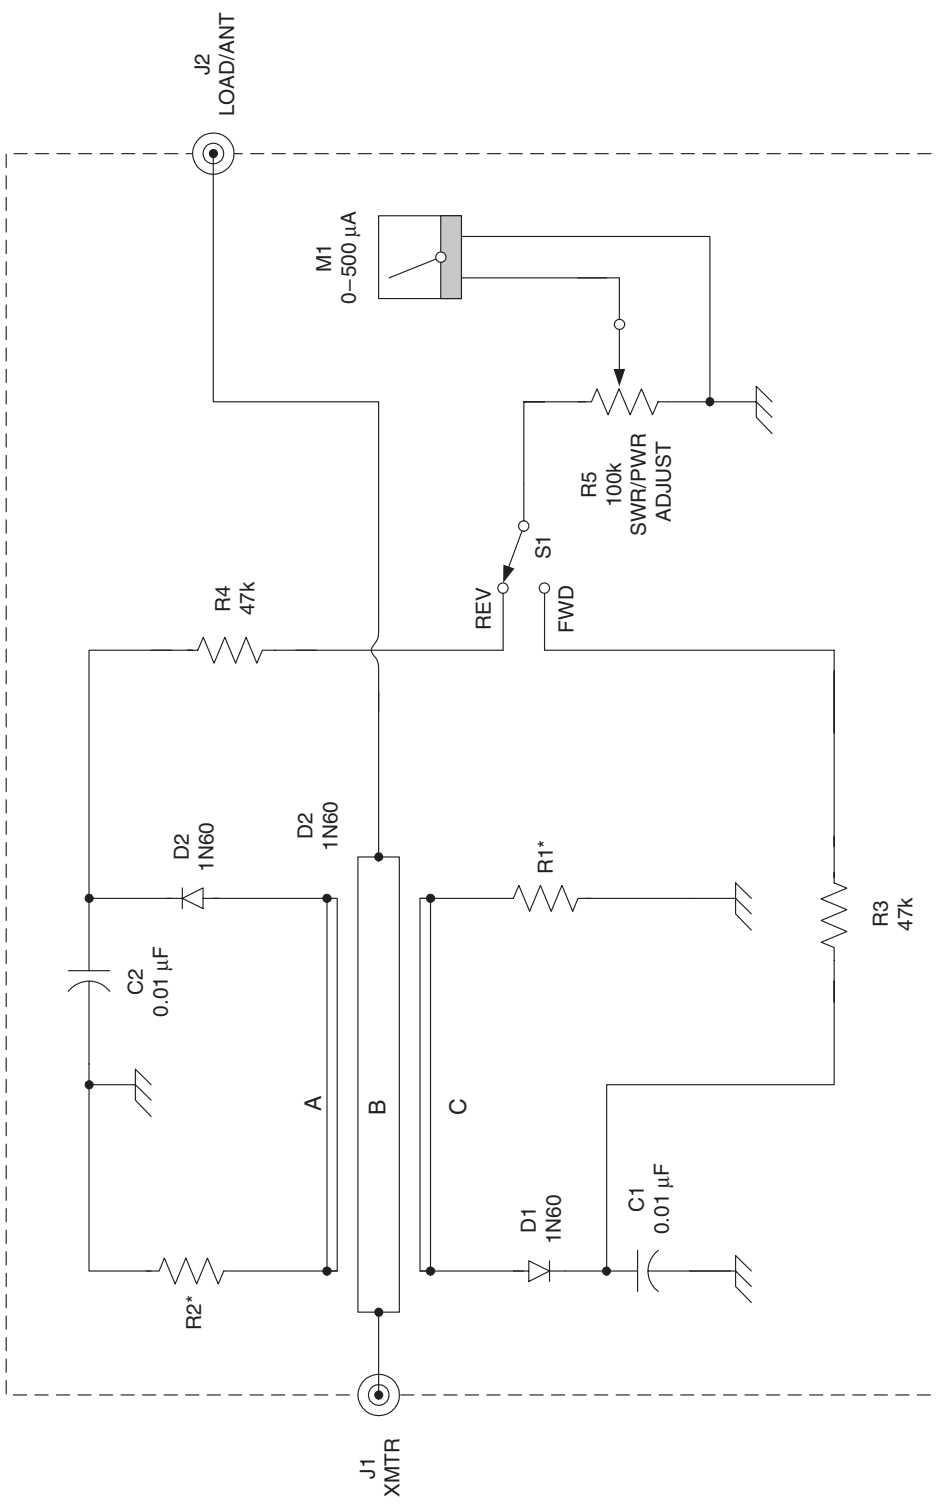 J2
LOAD/ANT
M1
0–500 µA
R5
100k
SWR/PWR
ADJUST
S1
REV
FWD
R4
47k
D2
1N60
D2
1N60
R1*
R3
47k
C2
0.01 µF
A
B
C
D1
1N60
C1
0.01 µF
R2*
J1
XMTR